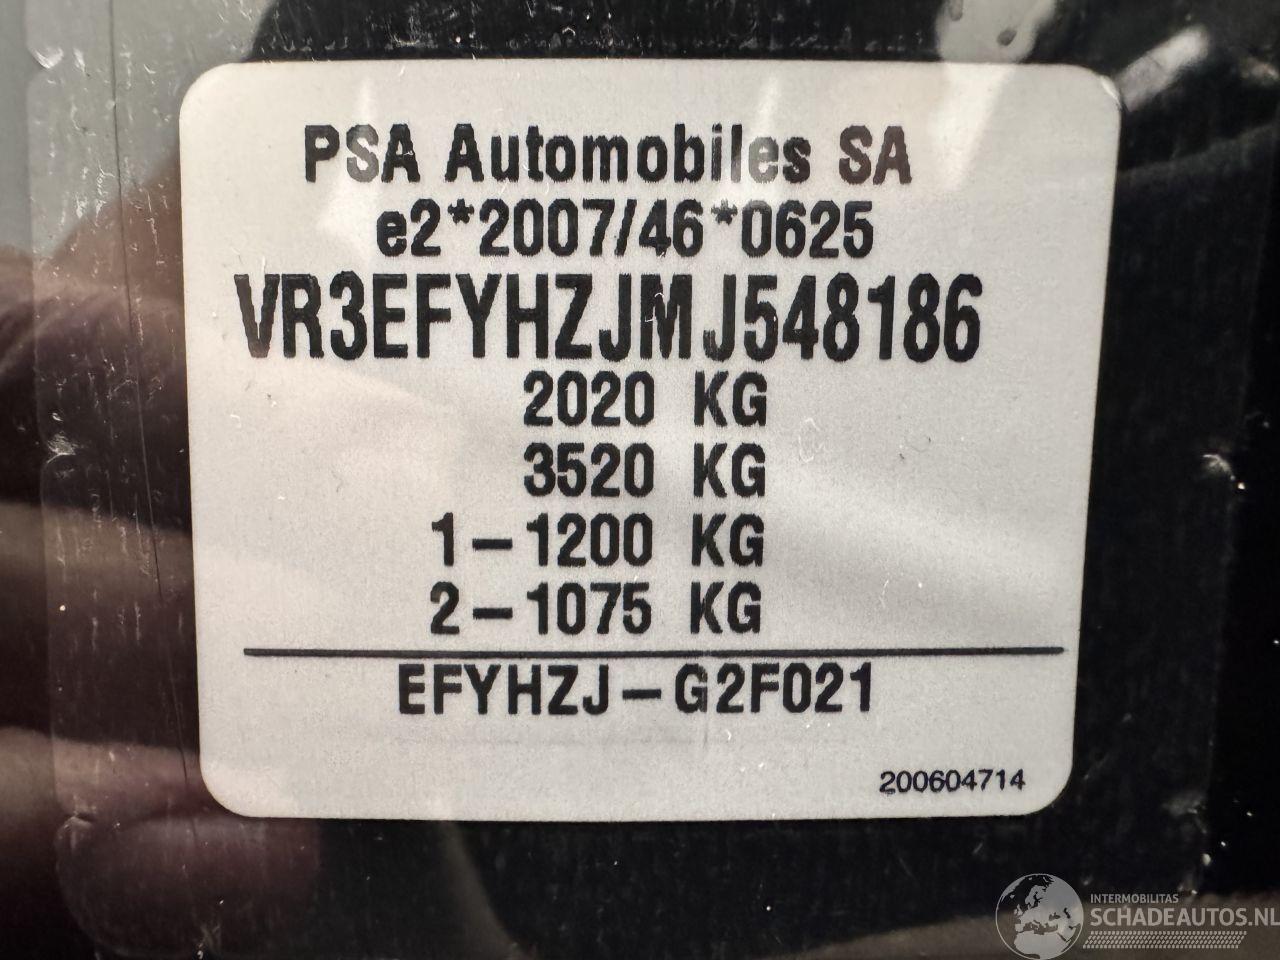 PSA Automobiles SA
e2*2007/46*0625
VR3EFYHZJMJ548186
2020 KG
3520 KG
1-1200 KG
2-1075 KG
EFYHZJ-G2F021
200604714
INTERMOBILITAS
SCHADEAUTOS.NL